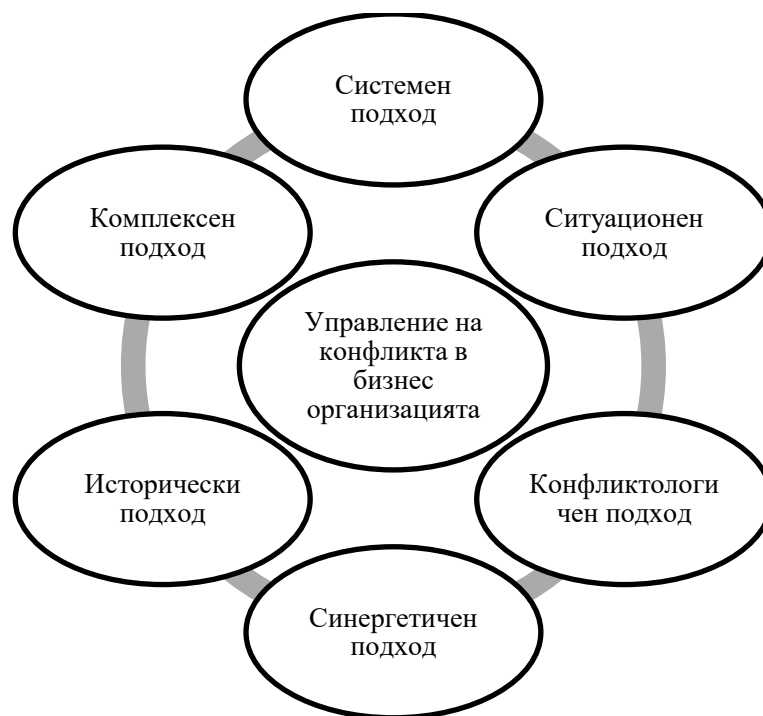 Системен
подход
Комплексен
подход
Ситуационен
подход
Управление на
конфликта в
бизнес
организацията
Исторически
подход
Конфликтологи
чен подход
Синергетичен
подход